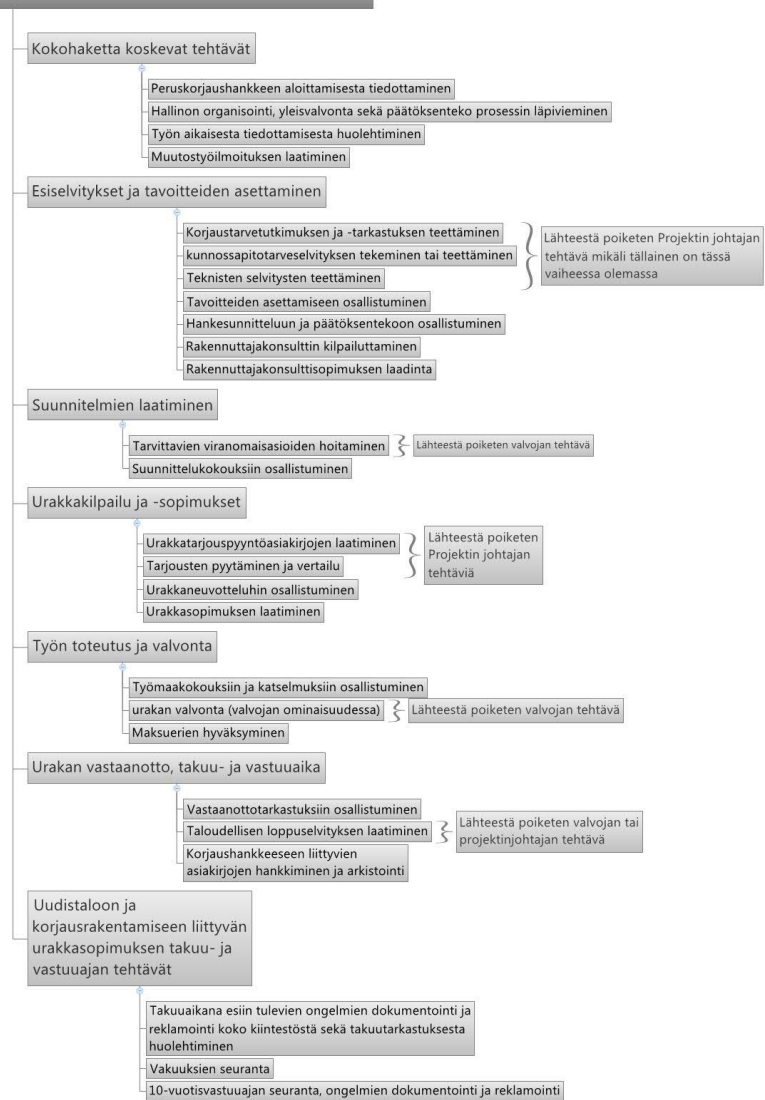 Kokohaketta koskevat tehtävät
Peruskorjaushankkeen aloittamisesta tiedottaminen
Hallinon organisointi, yleisvalvonta sekä päätöksenteko prosessin läpivieminen
Työn aikaisesta tiedottamisesta huolehtiminen
Muutostyöilmoituksen laatiminen
Esiselvitykset ja tavoitteiden asettaminen
Korjaustarvetutkimuksen ja -tarkastuksen teettäminen
kunnossapitotarveselvityksen tekeminen tai teettäminen
Teknisten selvitysten teettäminen
Lähteestä poiketen Projektin johtajan
tehtävä mikäli tällainen on tässä
vaiheessa olemassa
Tavoitteiden asettamiseen osallistuminen
Hankesunnitteluun ja päätöksentekoon osallistuminen
Rakennuttajakonsulttin kilpailuttaminen
Rakennuttajakonsulttisopimuksen laadinta
Suunnitelmien laatiminen
Tarvittavien viranomaisasioiden hoitaminen
Lähteestä poiketen valvojan tehtävä
Suunnittelukokouksiin osallistuminen
Urakkakilpailu ja -sopimukset
Urakkatarjouspyyntöasiakirjojen laatiminen
Tarjousten pyytäminen ja vertailu
Lähteestä poiketen
Projektin johtajan
tehtäviä
Urakkaneuvotteluhin osallistuminen
Urakkasopimuksen laatiminen
Työn toteutus ja valvonta
Työmaakokouksiin ja katselmuksiin osallistuminen
urakan valvonta (valvojan ominaisuudessa)
Lähteestä poiketen valvojan tehtävä
Maksuerien hyväksyminen
Urakan vastaanotto, takuu- ja vastuuaika
Vastaanottotarkastuksiin osallistuminen
Taloudellisen loppuselvityksen laatiminen
Lähteestä poiketen valvojan tai
projektinjohtajan tehtävä
Korjaushankkeeseen liittyvien
asiakirjojen hankkiminen ja arkistointi
Uudistaloon ja
korjausrakentamiseen liittyvän
urakkasopimuksen takuu- ja
vastuuajan tehtävät
Takuuaikana esiin tulevien ongelmien dokumentointi ja
reklamointi koko kiintestöstä sekä takuutarkastuksesta
huolehtiminen
Vakuuksien seuranta
10-vuotisvastuuajan seuranta, ongelmien dokumentointi ja reklamointi